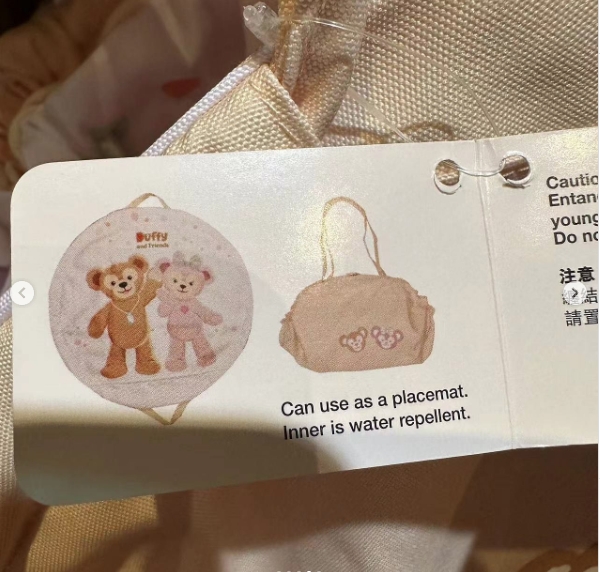 Duffy
and Friends
Can use as a placemat.
Inner is water repellent.
Cautio
Entan
young
Do no
注意
請置